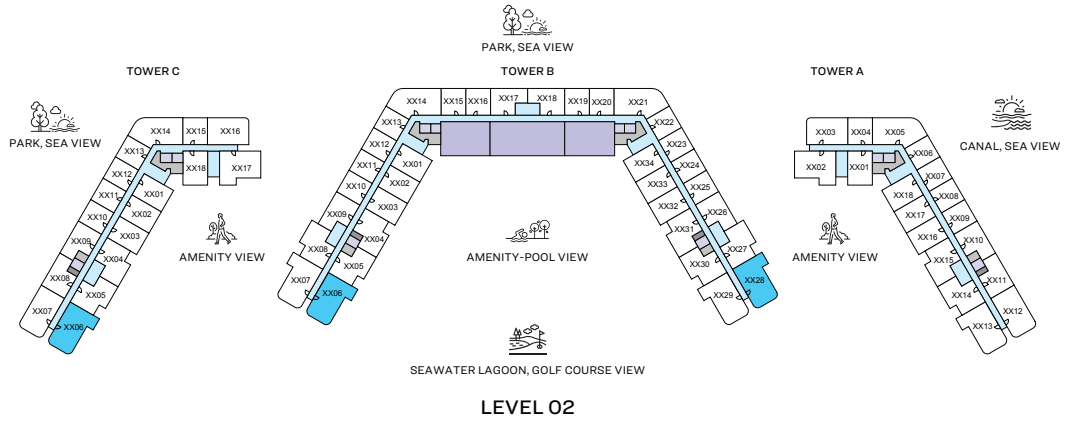 PARK, SEA VIEW
TOWER C
TOWER B
TOWER A
PARK, SEA VIEW
CANAL, SEA VIEW
XX14
XX15
XX16
XX13
XX12
XX18
XX17
XX11
XX01
XX10
XX02
XX09
XX03
XX08
XX04
XX07
XX05
XX06
XX14
XX15
XX16
XX17
XX18
XX19
XX20
XX21
XX13
XX22
XX12
XX23
XX11
XX01
XX34
XX24
XX10
XX02
XX33
XX25
XX09
XX03
XX32
XX26
XX08
XX04
XX31
XX27
XX07
XX05
XX30
XX28
XX06
XX29
XX03
XX04
XX05
XX02
XX01
XX06
XX07
XX18
XX08
XX17
XX09
XX16
XX10
XX15
XX11
XX14
XX12
XX13
AMENITY VIEW
AMENITY-POOL VIEW
AMENITY VIEW
SEAWATER LAGOON, GOLF COURSE VIEW
LEVEL 02